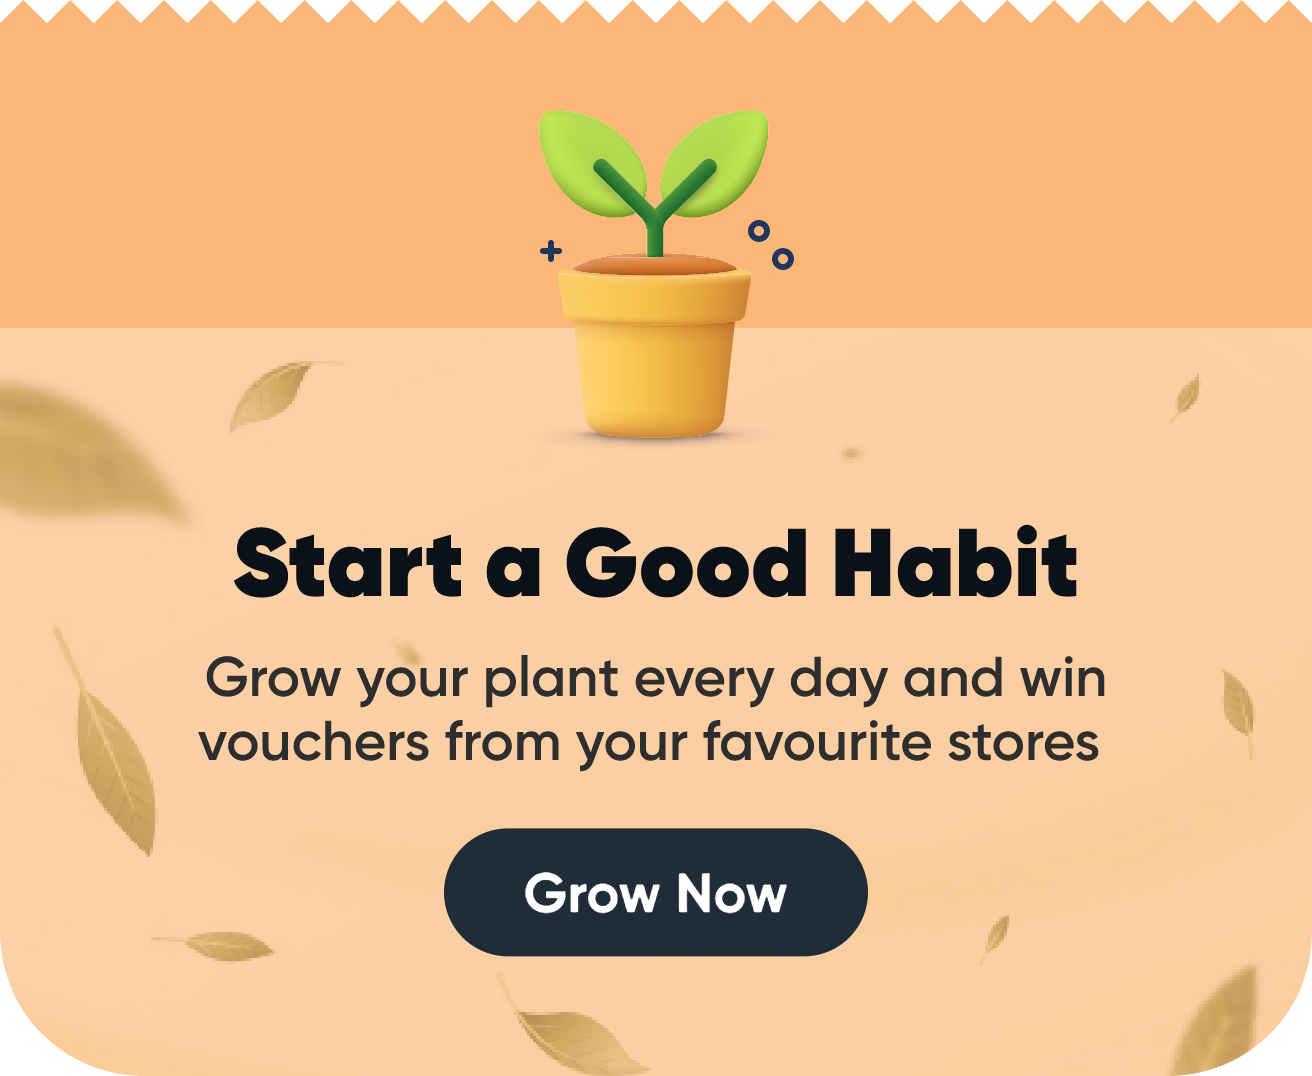 Start a Good Habit
Grow your plant every day and win
vouchers from your favourite stores
Grow Now